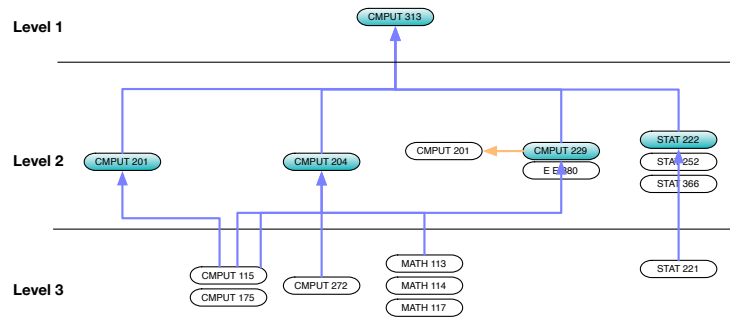 Level 1
CMPUT 313
Level 2
CMPUT 201
CMPUT 204
CMPUT 201
CMPUT 229
E E 380
STAT 222
STAT 252
STAT 366
Level 3
CMPUT 115
CMPUT 175
CMPUT 272
MATH 113
MATH 114
MATH 117
STAT 221